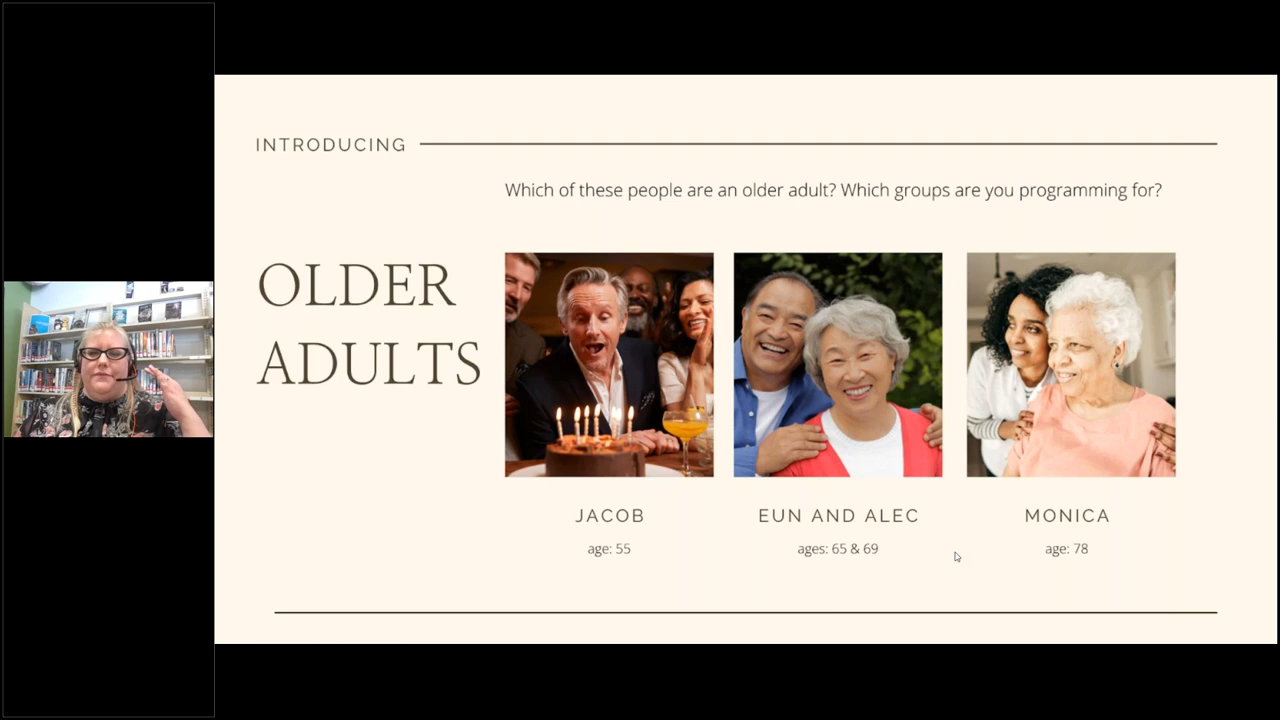 INTRODUCING
Which of these people are an older adult? Which groups are you programming for?
OLDER
ADULTS
JACOB
EUN AND ALEC
MONICA
age: 55
ages: 65 & 69
age: 78